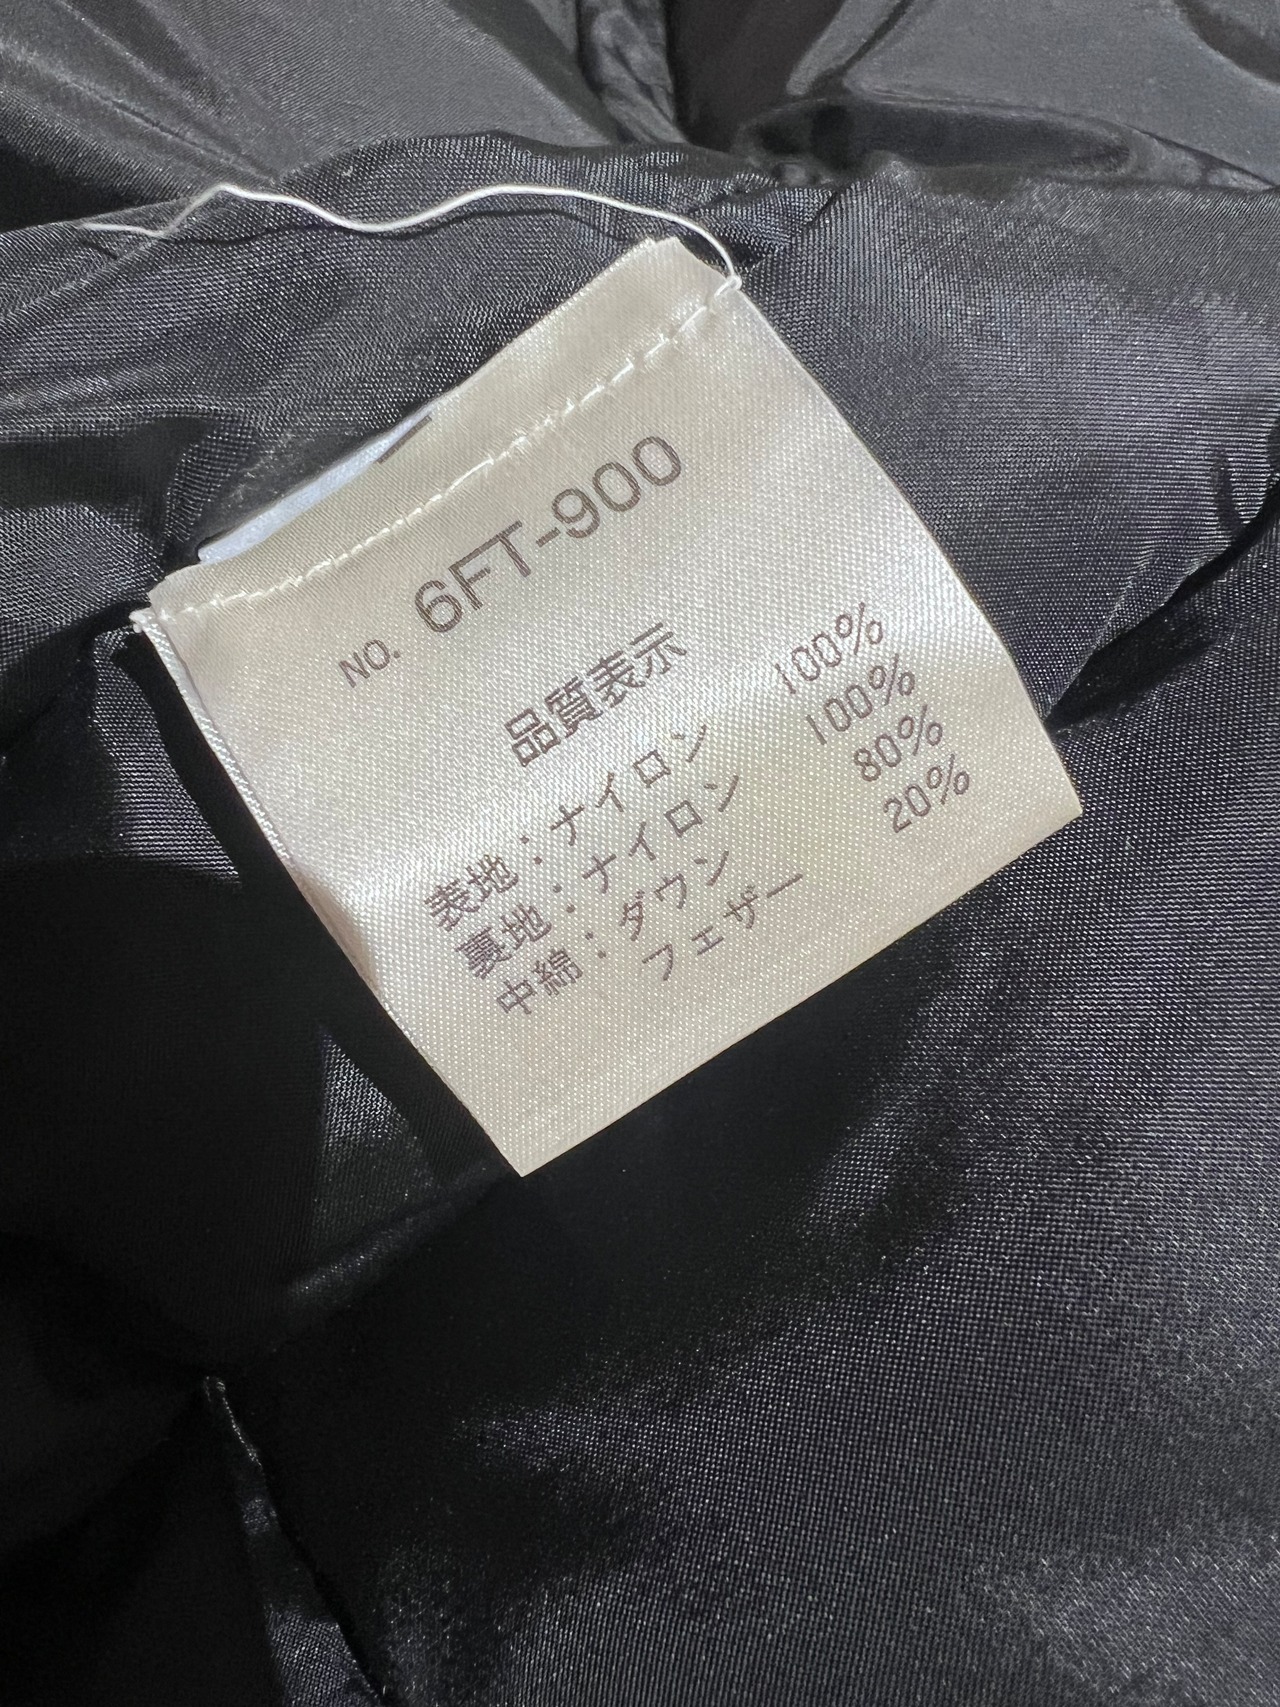 NO. 6FT-900
品質表示
表地：ナイロン 100%
裏地：ナイロン 100%
中綿：ダウン 80%
フェザー 20%